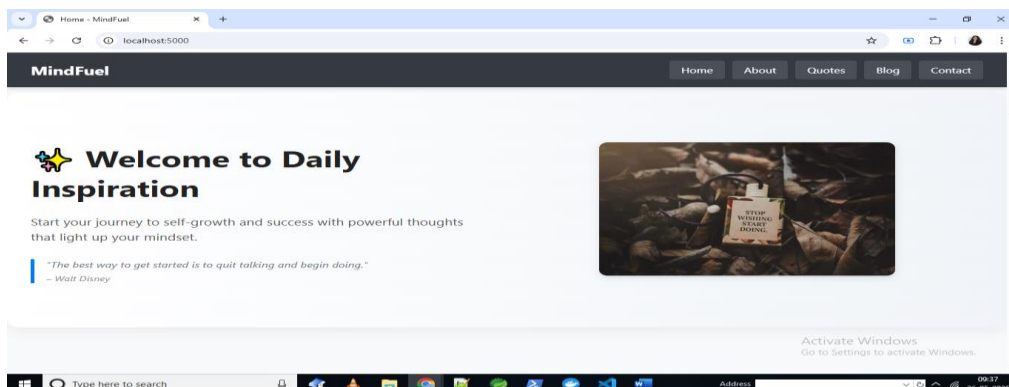 Home - MindFuel
localhost:5000
MindFuel
Home About Quotes Blog Contact
✨ Welcome to Daily
Inspiration
Start your journey to self-growth and success with powerful thoughts
that light up your mindset.
"The best way to get started is to quit talking and begin doing."
– Walt Disney
STOP
WISHING
START
DOING.
Activate Windows
Go to Settings to activate Windows.
Type here to search
Address
09:37